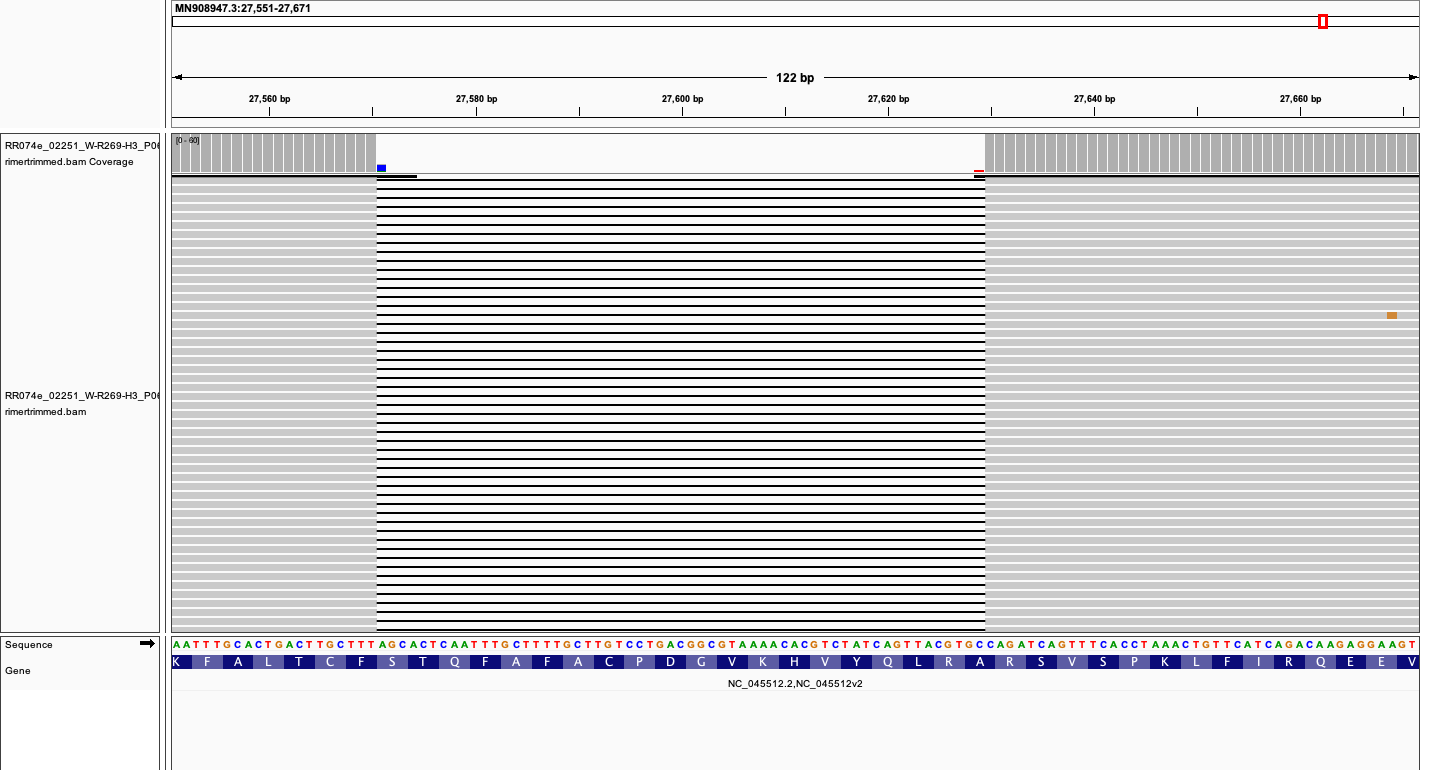 MN908947.3:27,551-27,671
122 bp
27,560 bp 27,580 bp 27,600 bp 27,620 bp 27,640 bp 27,660 bp
RR074e_02251_W-R269-H3_P06
rimertrimmed.bam Coverage
[0 - 60]
RR074e_02251_W-R269-H3_P06
rimertrimmed.bam
Sequence
AATTTGCACTGACTTGCTTTAGCACTCAATTTGCTTTTGCTTGTCCTGACGGCGTAAAACACGTCTATCAGTTACGTGCCAGATCAGTTTCACCTAAACTGTTCATCAGACAAGAGGAAGT
Gene
K F A L T C F S T Q F A F A C P D G V K H V Y Q L R A R S V S P K L F I R Q E E V
NC_045512.2,NC_045512v2